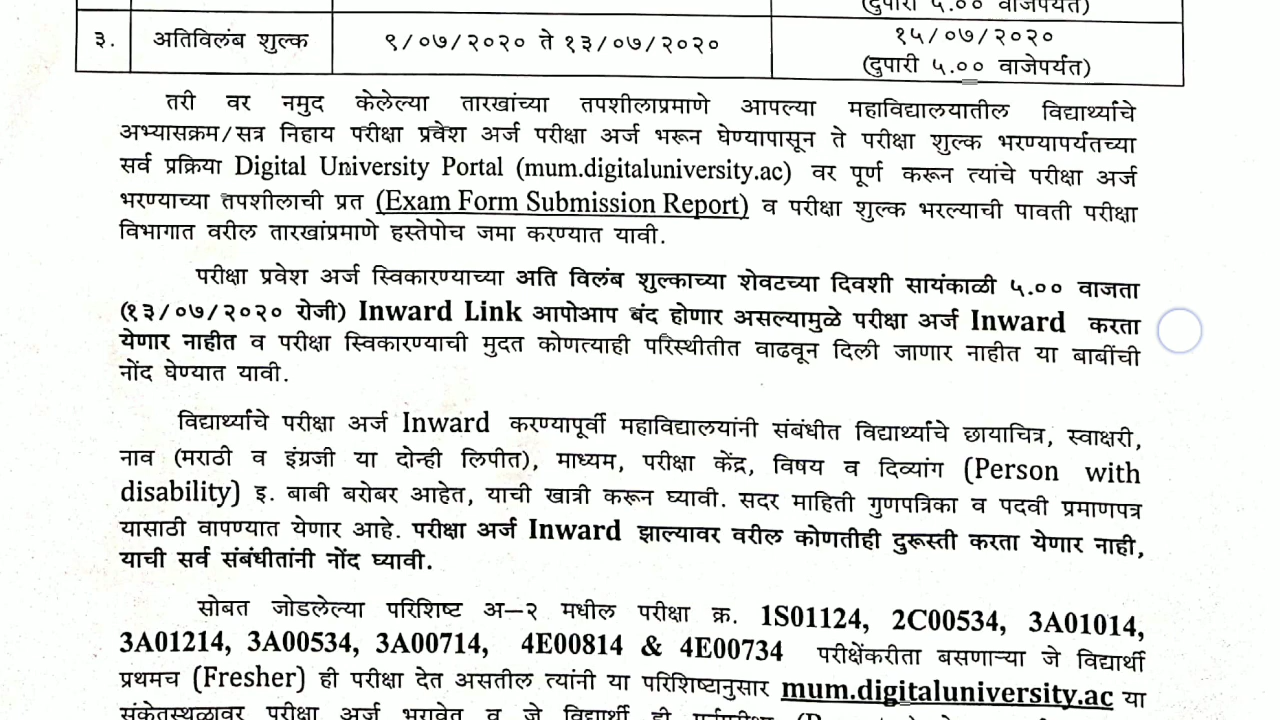 (दुपारी ५.०० वाजेपर्यंत)
३. अतिविलंब शुल्क ९/०७/२०२० ते १३/०७/२०२० १५/०७/२०२०
(दुपारी ५.०० वाजेपर्यंत)
तरी वर नमुद केलेल्या तारखांच्या तपशीलाप्रमाणे आपल्या महाविद्यालयातील विद्यार्थ्यांचे
अभ्यासक्रम/सत्र निहाय परीक्षा प्रवेश अर्ज परीक्षा अर्ज भरून घेण्यापासून ते परीक्षा शुल्क भरण्यापर्यंतच्या
सर्व प्रक्रिया Digital University Portal (mum.digitaluniversity.ac) वर पूर्ण करून त्यांचे परीक्षा अर्ज
भरण्याच्या तपशीलाची प्रत (Exam Form Submission Report) व परीक्षा शुल्क भरल्याची पावती परीक्षा
विभागात वरील तारखांप्रमाणे हस्तेपोच जमा करण्यात यावी.
परीक्षा प्रवेश अर्ज स्विकारण्याच्या अति विलंब शुल्काच्या शेवटच्या दिवशी सायंकाळी ५.०० वाजता
(१३/०७/२०२० रोजी) Inward Link आपोआप बंद होणार असल्यामुळे परीक्षा अर्ज Inward करता
येणार नाहीत व परीक्षा स्विकारण्याची मुदत कोणत्याही परिस्थीतीत वाढवून दिली जाणार नाहीत या बाबींची
नोंद घेण्यात यावी.
विद्यार्थ्यांचे परीक्षा अर्ज Inward करण्यापूर्वी महाविद्यालयांनी संबंधीत विद्यार्थ्यांचे छायाचित्र, स्वाक्षरी,
नाव (मराठी व इंग्रजी या दोन्ही लिपीत), माध्यम, परीक्षा केंद्र, विषय व दिव्यांग (Person with
disability) इ. बाबी बरोबर आहेत, याची खात्री करून घ्यावी. सदर माहिती गुणपत्रिका व पदवी प्रमाणपत्र
यासाठी वापण्यात येणार आहे. परीक्षा अर्ज Inward झाल्यावर वरील कोणतीही दुरूस्ती करता येणार नाही,
याची सर्व संबंधीतांनी नोंद घ्यावी.
सोबत जोडलेल्या परिशिष्ट अ–२ मधील परीक्षा क्र. 1S01124, 2C00534, 3A01014,
3A01214, 3A00534, 3A00714, 4E00814 & 4E00734 परीक्षेंकरीता बसणाऱ्या जे विद्यार्थी
प्रथमच (Fresher) ही परीक्षा देत असतील त्यांनी या परिशिष्टानुसार mum.digitaluniversity.ac या
संकेतस्थळावर परीक्षा अर्ज भरावेत व जे विद्यार्थी ही